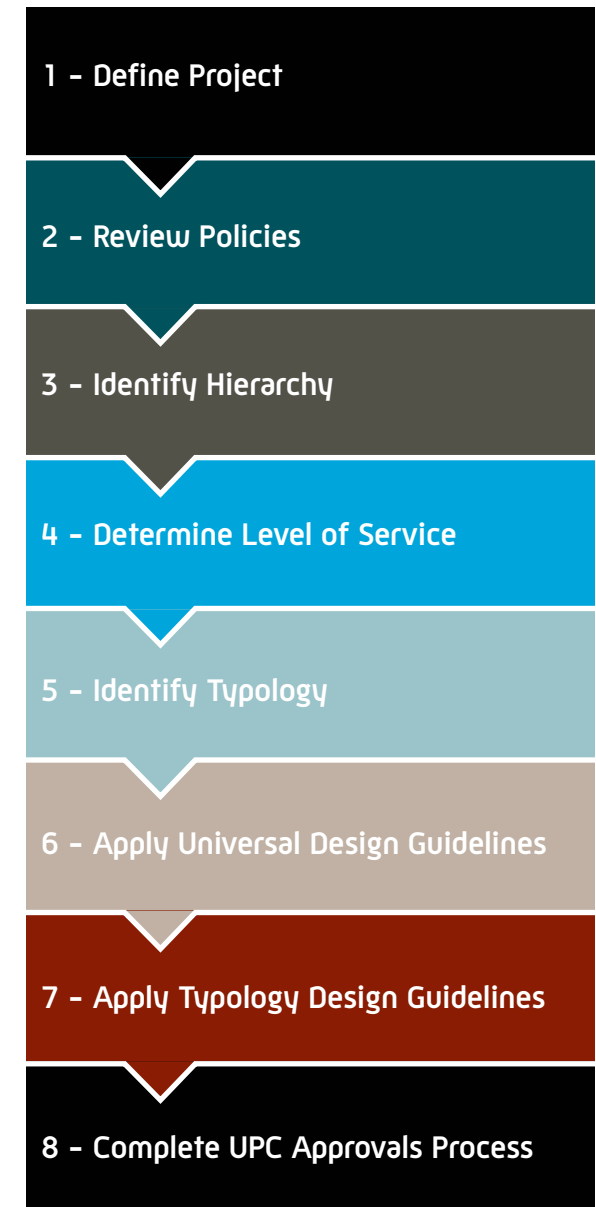 1 – Define Project
2 – Review Policies
3 – Identify Hierarchy
4 – Determine Level of Service
5 – Identify Typology
6 – Apply Universal Design Guidelines
7 – Apply Typology Design Guidelines
8 – Complete UPC Approvals Process